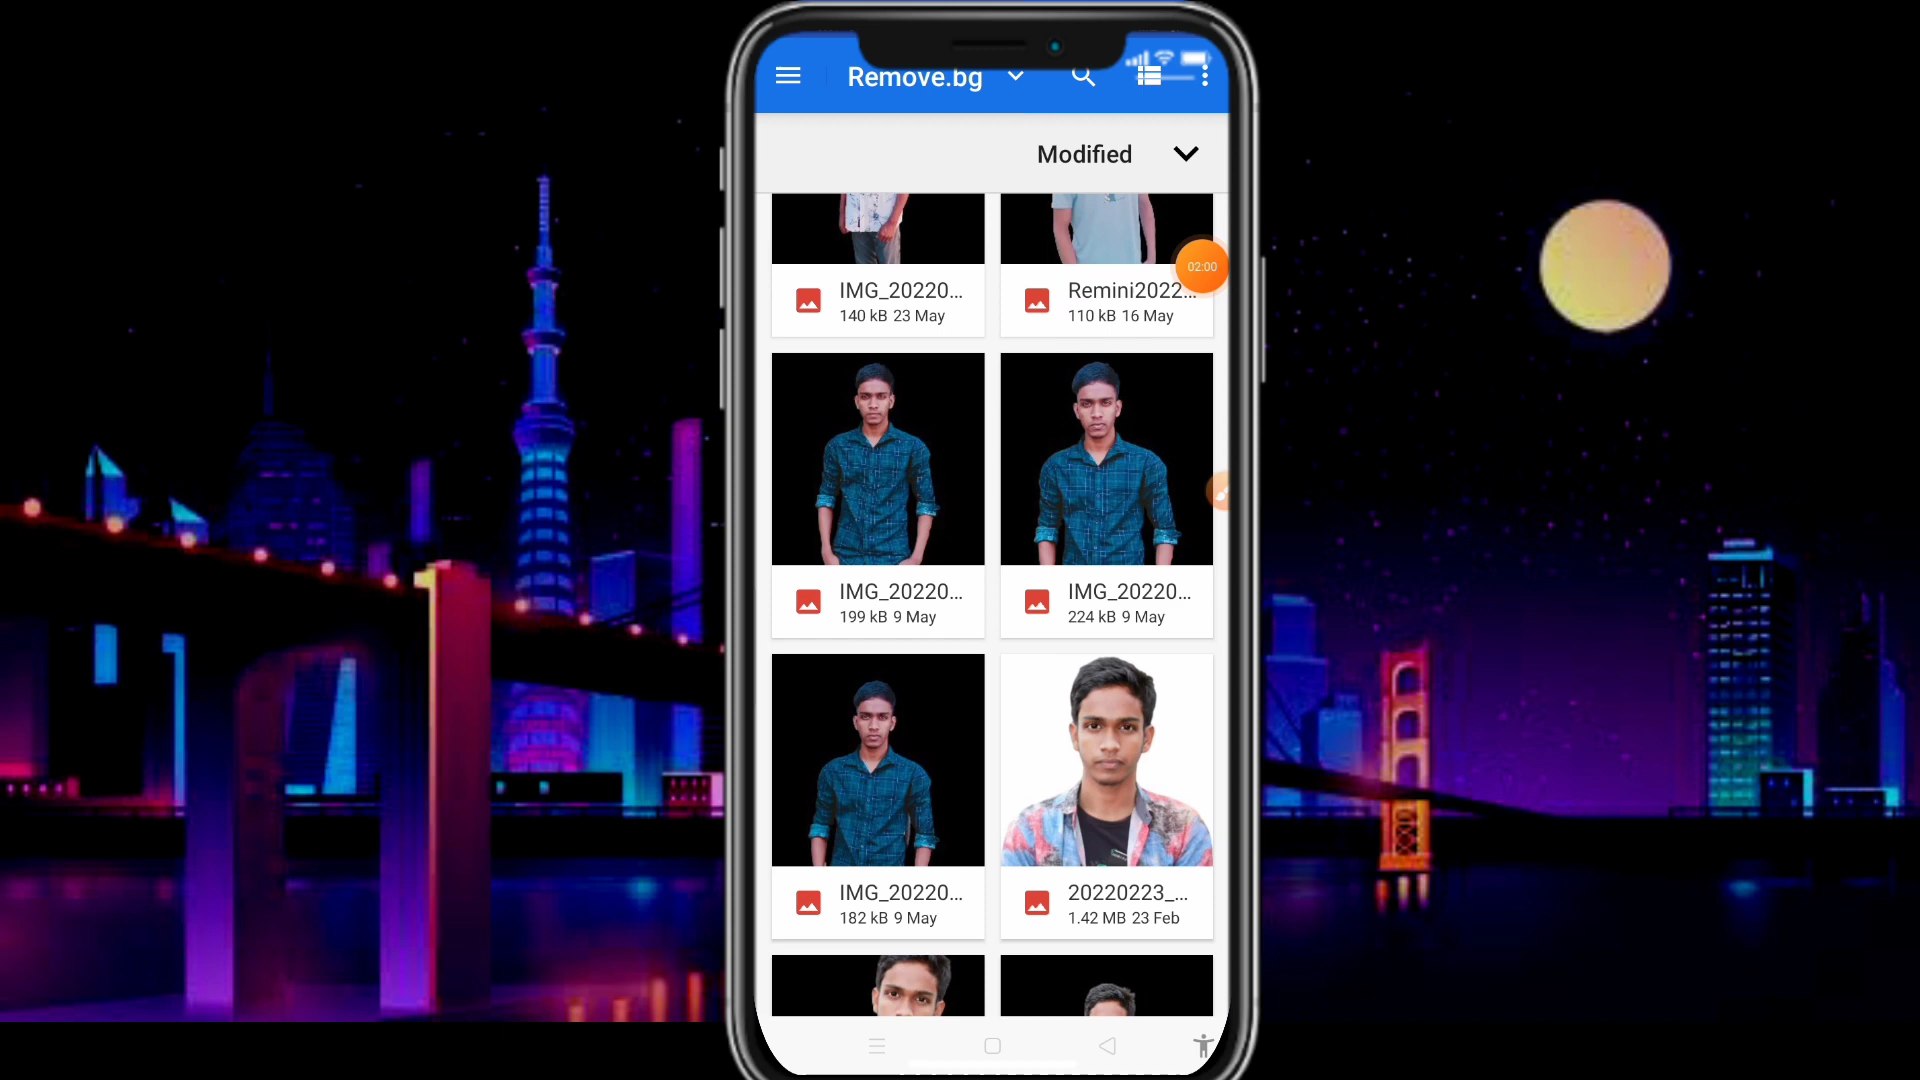 Remove.bg
Modified
02:00
IMG_20220...
140 kB 23 May
Remini2022...
110 kB 16 May
IMG_20220...
199 kB 9 May
IMG_20220...
224 kB 9 May
IMG_20220...
182 kB 9 May
20220223_...
1.42 MB 23 Feb